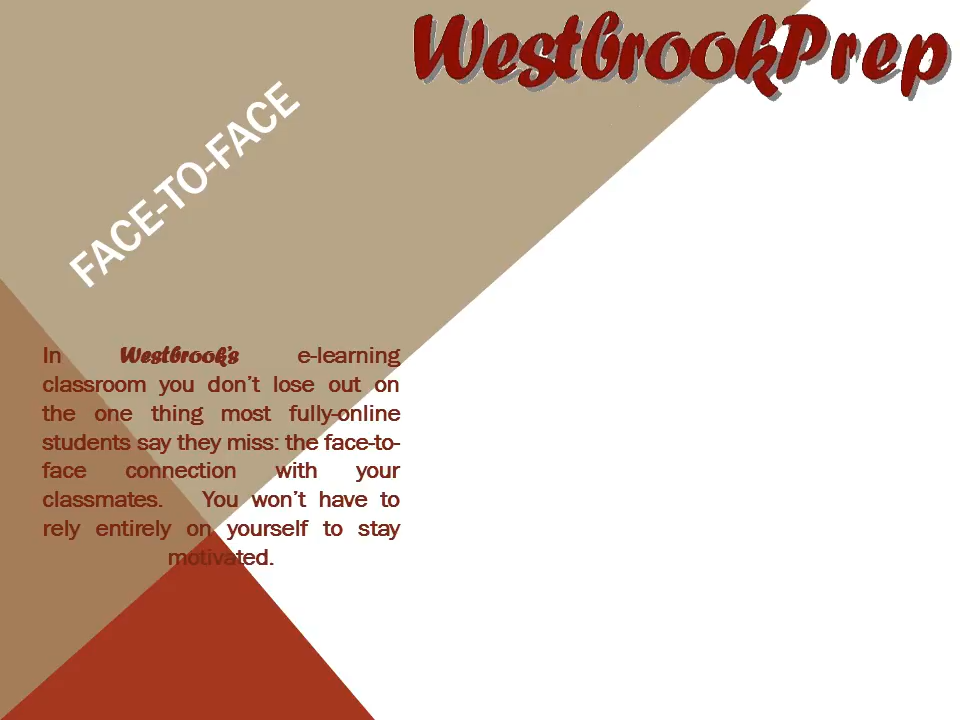 WestbrookPrep
FACE-TO-FACE
In Westbrook's e-learning
classroom you don't lose out on
the one thing most fully-online
students say they miss: the face-to-
face connection with your
classmates. You won't have to
rely entirely on yourself to stay
motivated.